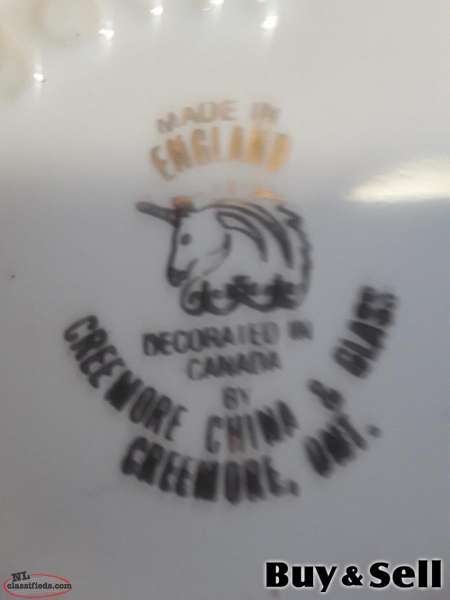 MADE IN
ENGLAND
DECORATED IN
CANADA
BY
CREEMORE CHINA & GLASS
CREEMORE, ONT.
NL
classifieds.com
Buy & Sell